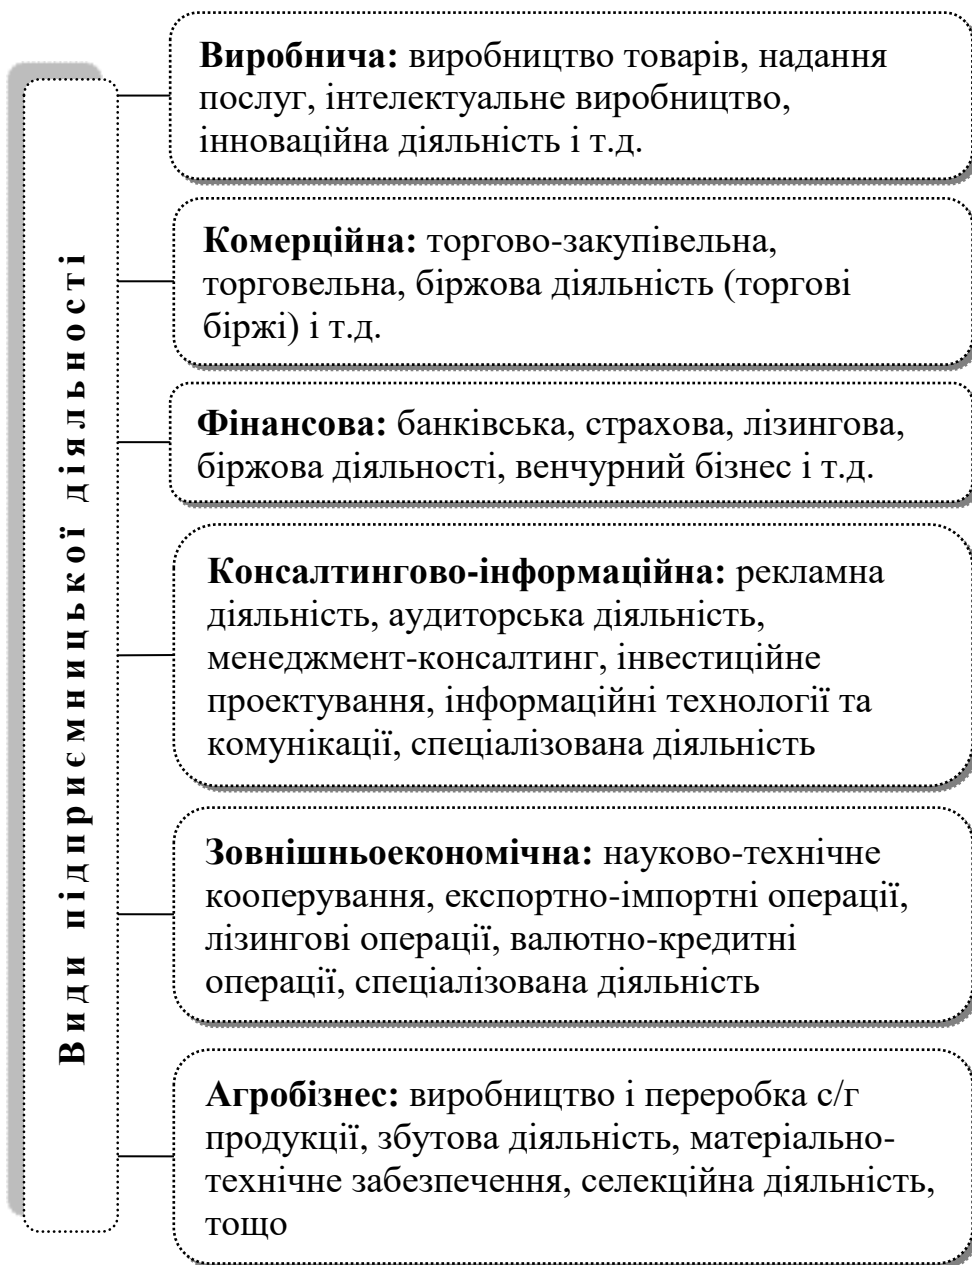 Види підприємницької діяльності
Виробнича: виробництво товарів, надання
послуг, інтелектуальне виробництво,
інноваційна діяльність і т.д.
Комерційна: торгово-закупівельна,
торговельна, біржова діяльність (торгові
біржі) і т.д.
Фінансова: банківська, страхова, лізингова,
біржова діяльності, венчурний бізнес і т.д.
Консалтингово-інформаційна: рекламна
діяльність, аудиторська діяльність,
менеджмент-консалтинг, інвестиційне
проектування, інформаційні технології та
комунікації, спеціалізована діяльність
Зовнішньоекономічна: науково-технічне
кооперування, експортно-імпортні операції,
лізингові операції, валютно-кредитні
операції, спеціалізована діяльність
Агробізнес: виробництво і переробка с/г
продукції, збутова діяльність, матеріально-
технічне забезпечення, селекційна діяльність,
тощо